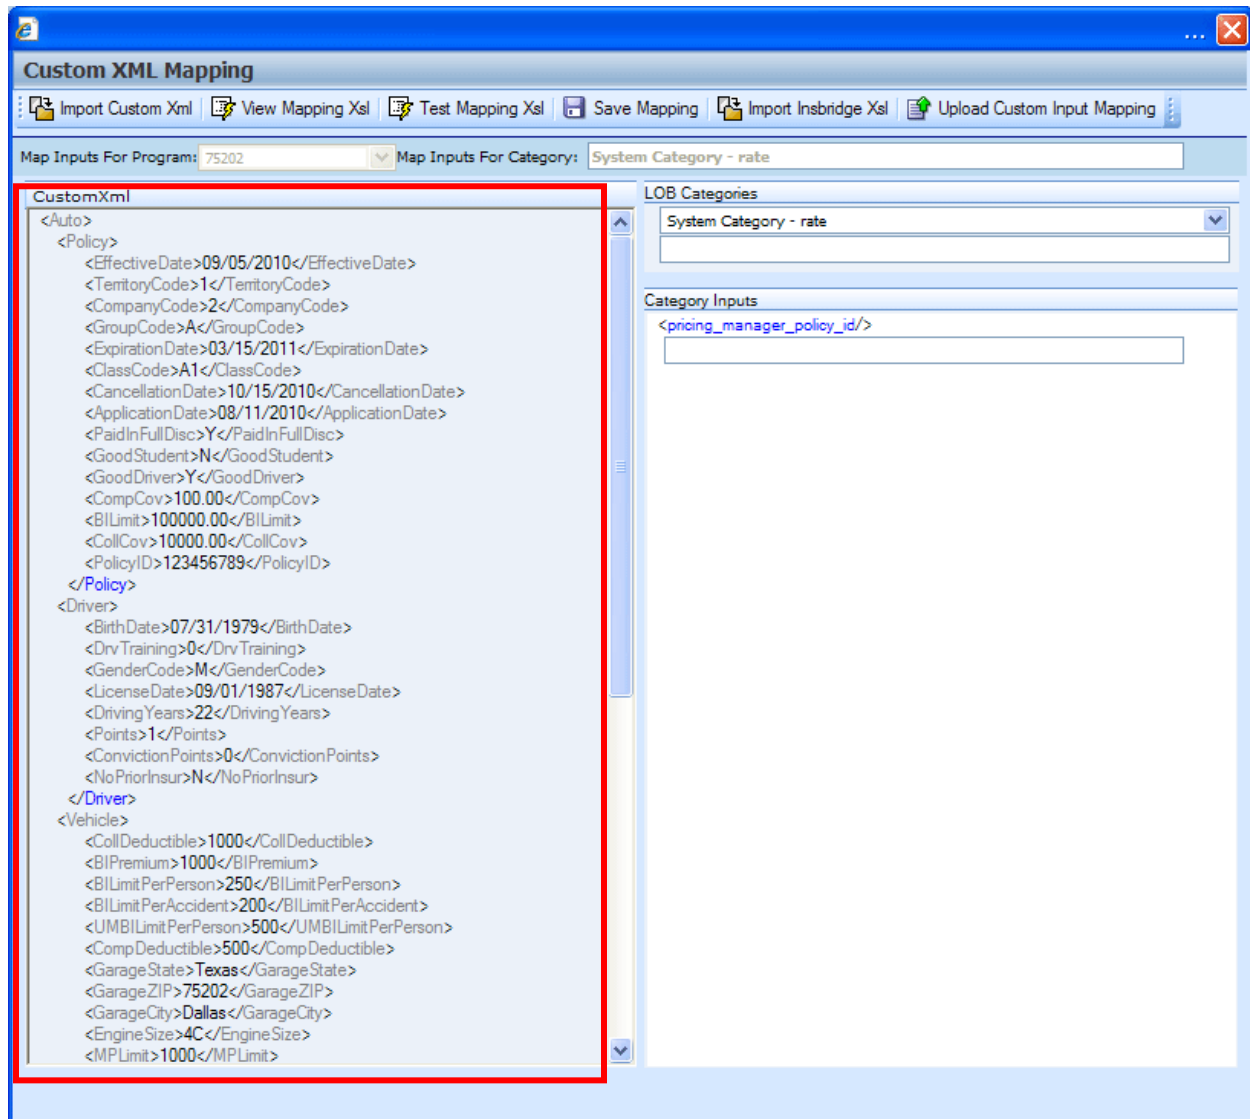 ...
Custom XML Mapping
Import Custom Xml View Mapping Xsl Test Mapping Xsl Save Mapping Import Insbridge Xsl Upload Custom Input Mapping
Map Inputs For Program: 75202 Map Inputs For Category: System Category - rate
CustomXml
<Auto>
<Policy>
<EffectiveDate>09/05/2010</EffectiveDate>
<TerritoryCode>1</TerritoryCode>
<CompanyCode>2</CompanyCode>
<GroupCode>A</GroupCode>
<ExpirationDate>03/15/2011</ExpirationDate>
<ClassCode>A1</ClassCode>
<CancellationDate>10/15/2010</CancellationDate>
<ApplicationDate>08/11/2010</ApplicationDate>
<PaidInFullDisc>Y</PaidInFullDisc>
<GoodStudent>N</GoodStudent>
<GoodDriver>Y</GoodDriver>
<CompCov>100.00</CompCov>
<BILimit>100000.00</BILimit>
<CollCov>10000.00</CollCov>
<PolicyID>123456789</PolicyID>
</Policy>
<Driver>
<BirthDate>07/31/1979</BirthDate>
<DrvTraining>0</DrvTraining>
<GenderCode>M</GenderCode>
<LicenseDate>09/01/1987</LicenseDate>
<DrivingYears>22</DrivingYears>
<Points>1</Points>
<ConvictionPoints>0</ConvictionPoints>
<NoPriorInsur>N</NoPriorInsur>
</Driver>
<Vehicle>
<CollDeductible>1000</CollDeductible>
<BIPremium>1000</BIPremium>
<BILimitPerPerson>250</BILimitPerPerson>
<BILimitPerAccident>200</BILimitPerAccident>
<UMBILimitPerPerson>500</UMBILimitPerPerson>
<CompDeductible>500</CompDeductible>
<GarageState>Texas</GarageState>
<GarageZIP>75202</GarageZIP>
<GarageCity>Dallas</GarageCity>
<EngineSize>4C</EngineSize>
<MPLimit>1000</MPLimit>
LOB Categories
System Category - rate
Category Inputs
<pricing_manager_policy_id/>